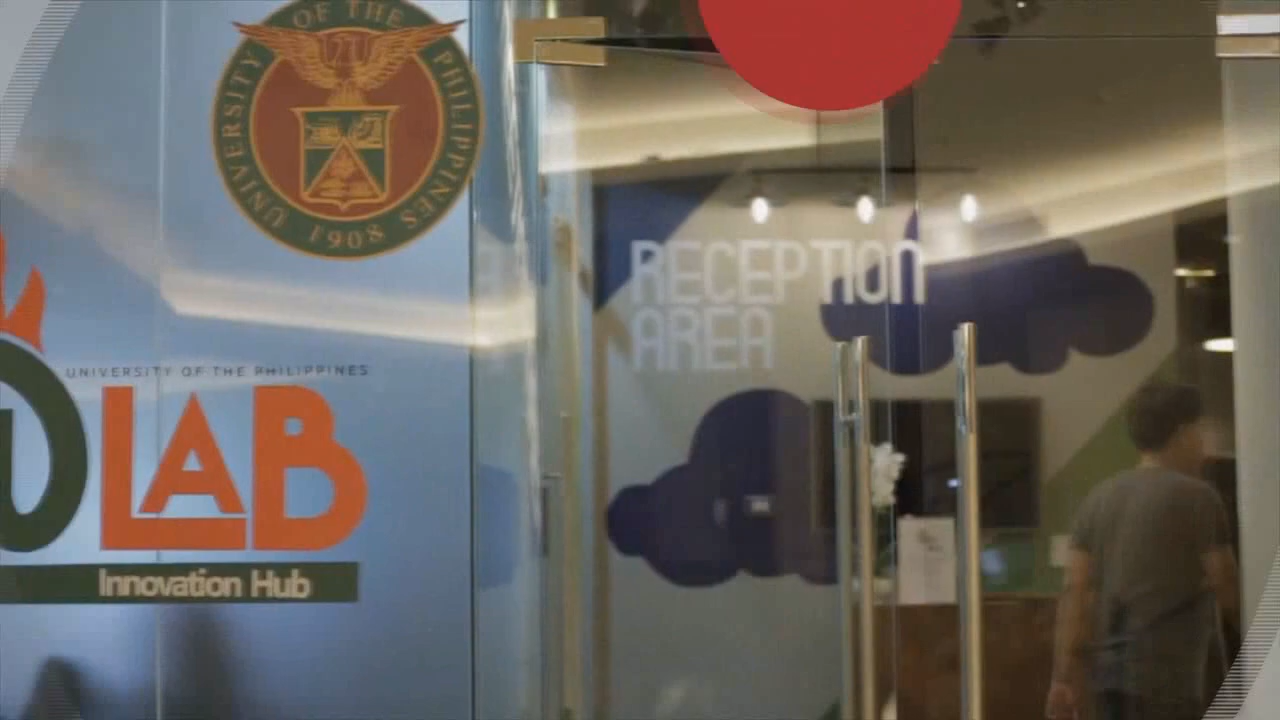 UNIVERSITY OF THE PHILIPPINES
1908
UNIVERSITY OF THE PHILIPPINES
LAB
Innovation Hub
RECEPTION
AREA